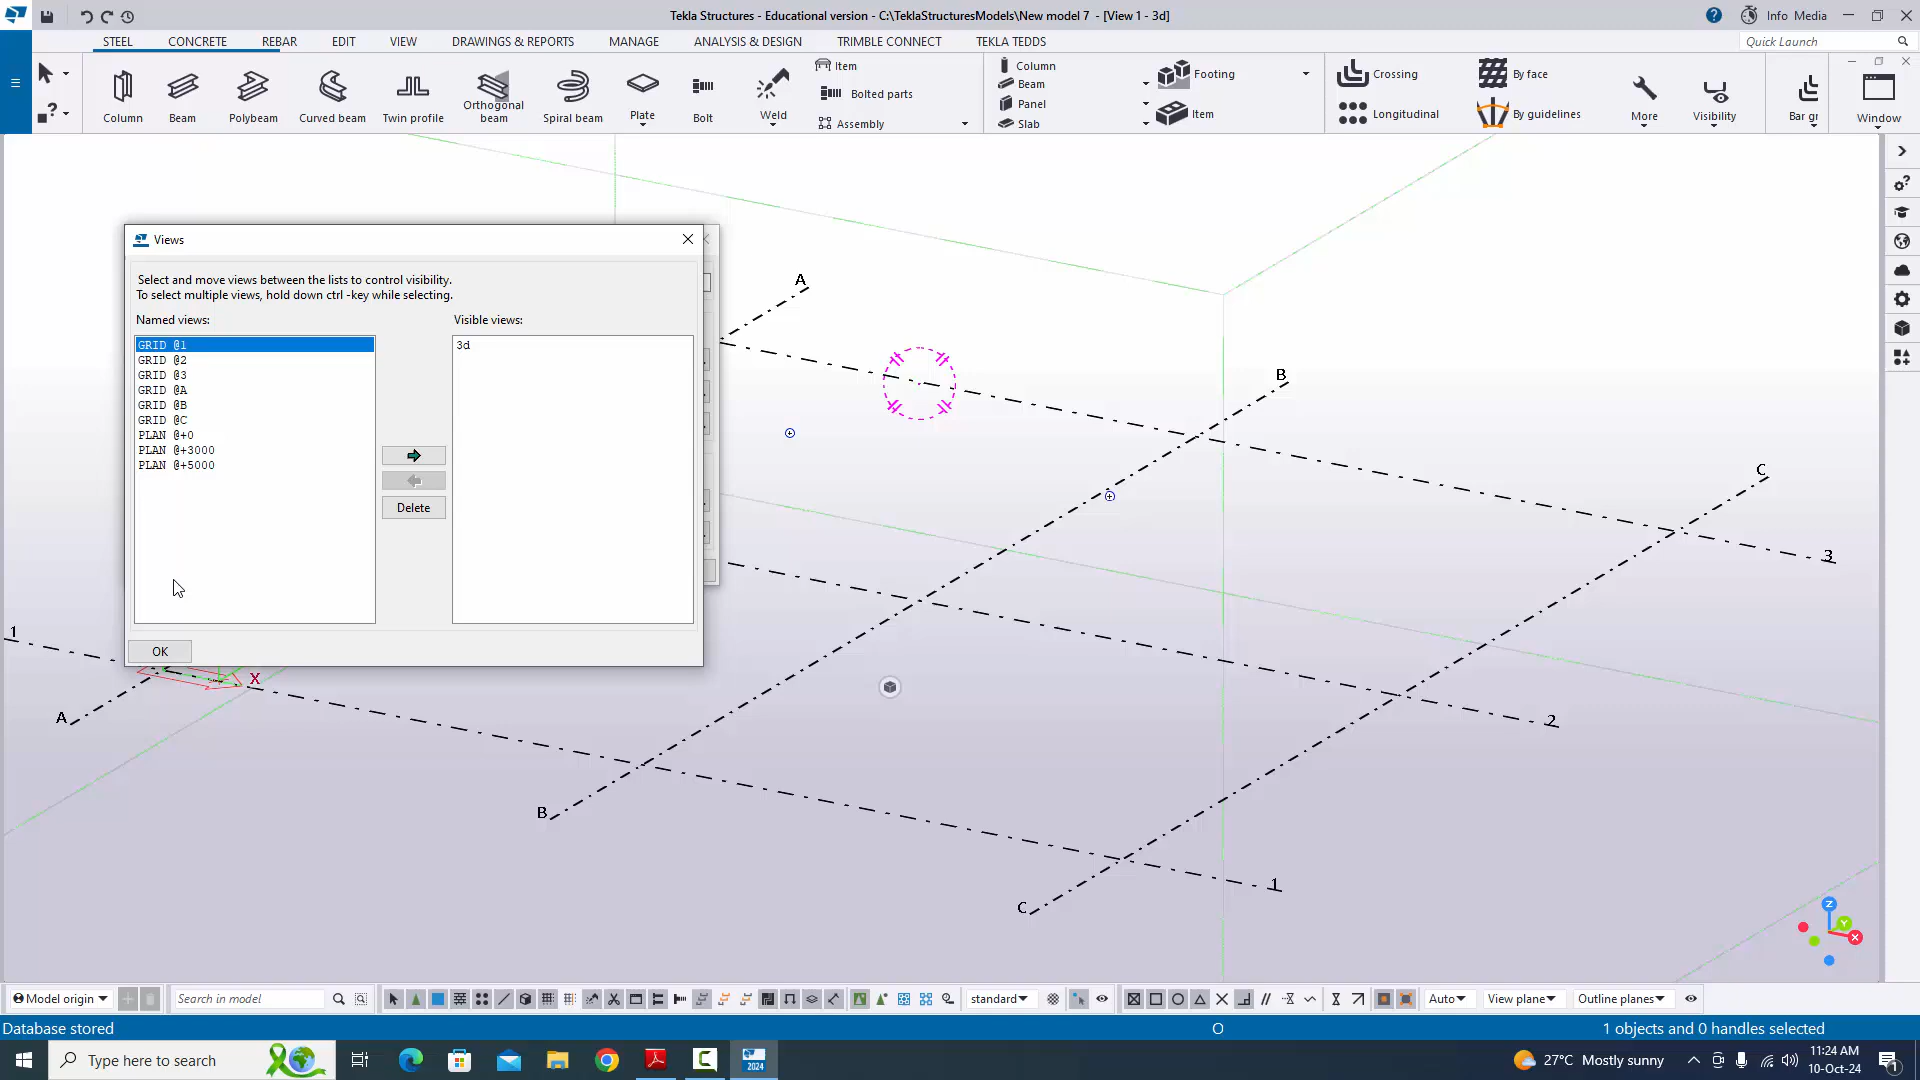 Tekla Structures - Educational version - C:\TeklaStructuresModels\New model 7 - [View 1 - 3d]
Info Media
STEEL CONCRETE REBAR EDIT VIEW DRAWINGS & REPORTS MANAGE ANALYSIS & DESIGN TRIMBLE CONNECT TEKLA TEDDS
Quick Launch
Column
Beam
Polybeam
Curved beam
Twin profile
Orthogonal
beam
Spiral beam
Plate
Bolt
Weld
Item
Bolted parts
Assembly
Column
Beam
Panel
Slab
Footing
Item
Crossing
Longitudinal
By face
By guidelines
More
Visibility
Bar gr
Window
Views
Select and move views between the lists to control visibility.
To select multiple views, hold down ctrl -key while selecting.
Named views:
Visible views:
GRID @1
GRID @2
GRID @3
GRID @A
GRID @B
GRID @C
PLAN @+0
PLAN @+3000
PLAN @+5000
3d
Delete
OK
A
B
C
3
1
X
A
2
B
1
C
Z
Y
X
Model origin
Search in model
standard
Auto
View plane
Outline planes
Database stored
O
1 objects and 0 handles selected
Type here to search
2024
27°C Mostly sunny
11:24 AM
10-Oct-24
1